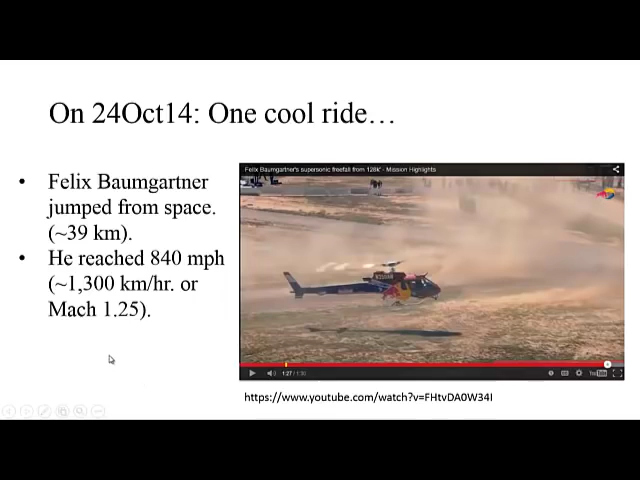 On 24Oct14: One cool ride…
• Felix Baumgartner
jumped from space.
(~39 km).
• He reached 840 mph
(~1,300 km/hr. or
Mach 1.25).
Felix Baumgartner's supersonic freefall from 128k' - Mission Highlights
1:27 / 1:30
YouTube
https://www.youtube.com/watch?v=FHtvDA0W34I